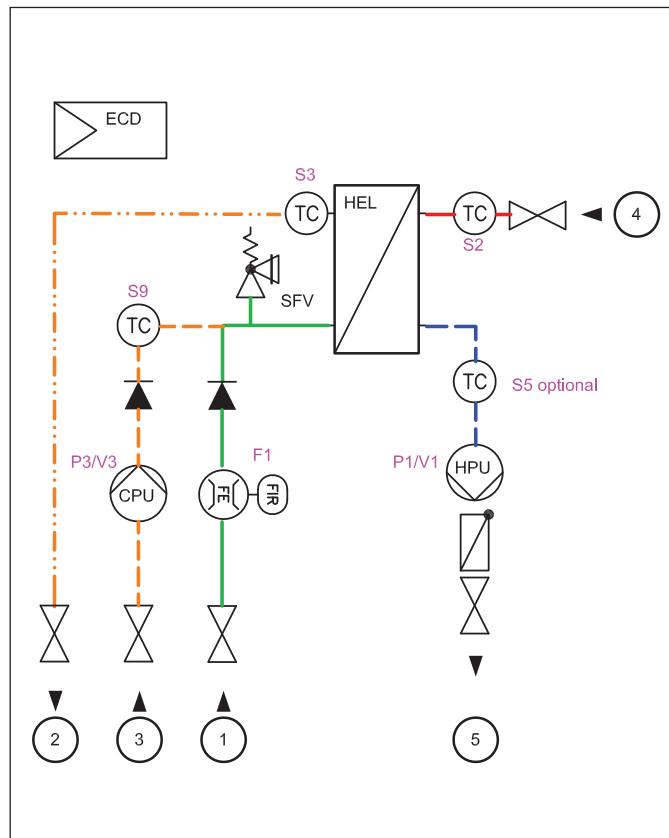 ECD
S3
TC
HEL
TC
S2
4
S9
TC
SFV
TC
S5 optional
P3/V3
CPU
F1
FE
FIR
P1/V1
HPU
2
3
1
5